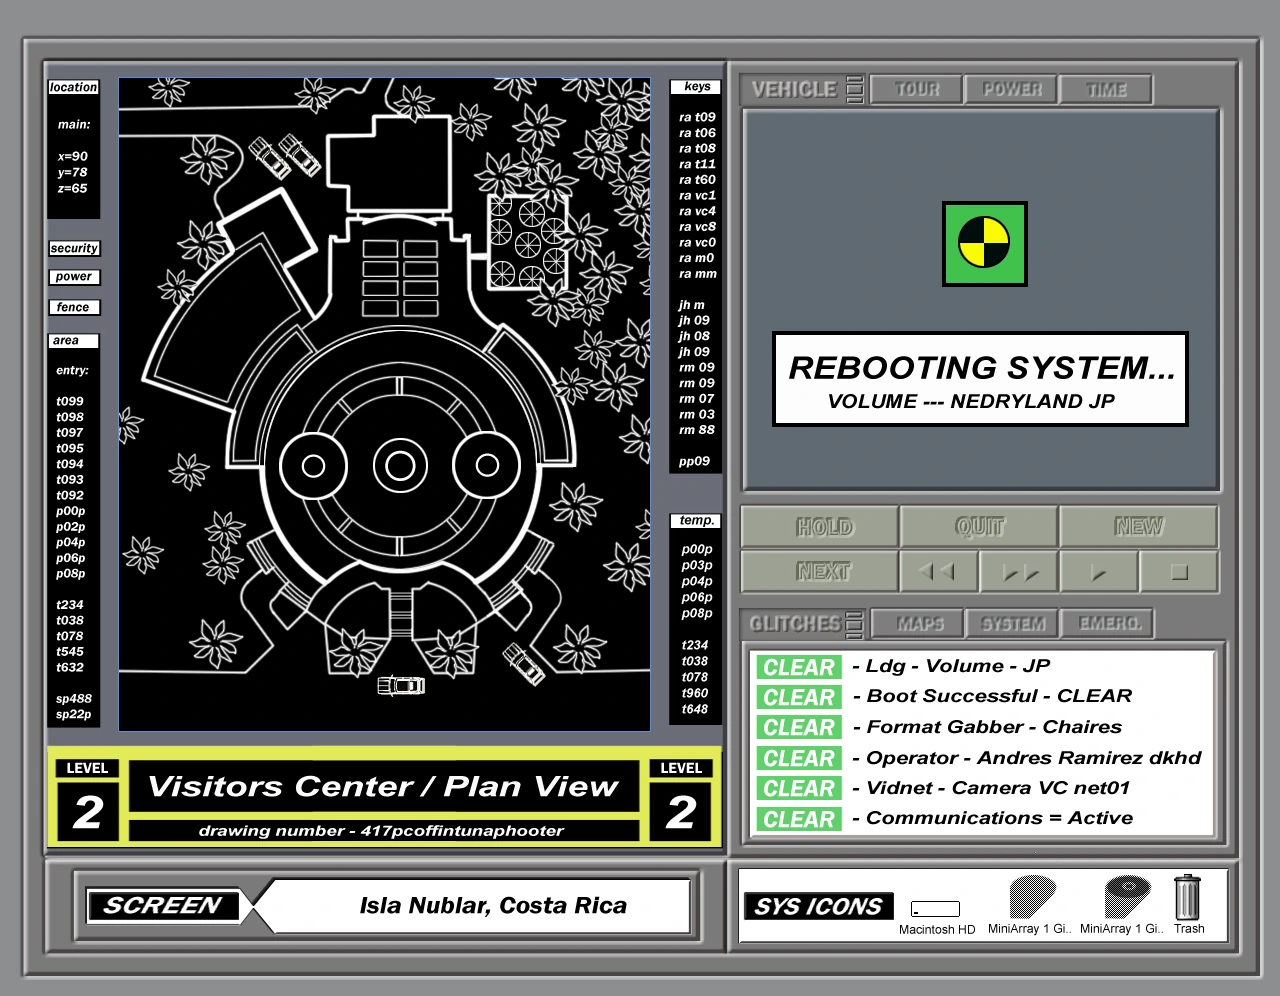 location
main:
x=90
y=78
z=65
security
power
fence
area
entry:
t099
t098
t097
t095
t094
t093
t092
p00p
p02p
p04p
p06p
p08p
t234
t038
t078
t545
t632
sp488
sp22p
keys
ra t09
ra t06
ra t08
ra t11
ra t60
ra vc1
ra vc4
ra vc8
ra vc0
ra m0
ra mm
jh m
jh 09
jh 08
jh 09
rm 09
rm 09
rm 07
rm 03
rm 88
pp09
temp.
p00p
p03p
p04p
p06p
p08p
t234
t038
t078
t960
t648
LEVEL
2
Visitors Center / Plan View
drawing number - 417pcoffintunaphooter
LEVEL
2
SCREEN
Isla Nublar, Costa Rica
VEHICLE TOUR POWER TIME
REBOOTING SYSTEM...
VOLUME --- NEDRYLAND JP
HOLD QUIT NEW
NEXT
GLITCHES MAPS SYSTEM EMERG.
CLEAR - Ldg - Volume - JP
CLEAR - Boot Successful - CLEAR
CLEAR - Format Gabber - Chaires
CLEAR - Operator - Andres Ramirez dkhd
CLEAR - Vidnet - Camera VC net01
CLEAR - Communications = Active
SYS ICONS
Macintosh HD MiniArray 1 Gi.. MiniArray 1 Gi.. Trash